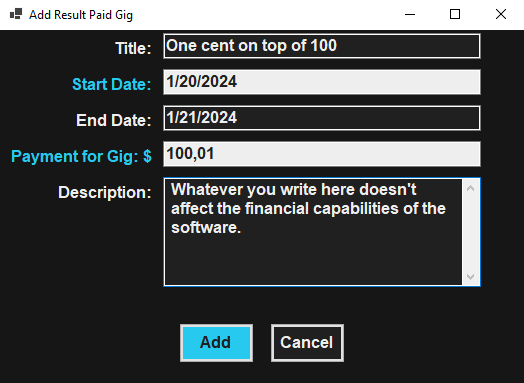 Add Result Paid Gig
Title: One cent on top of 100
Start Date: 1/20/2024
End Date: 1/21/2024
Payment for Gig: $ 100,01
Description: Whatever you write here doesn't
affect the financial capabilities of the
software.
Add Cancel